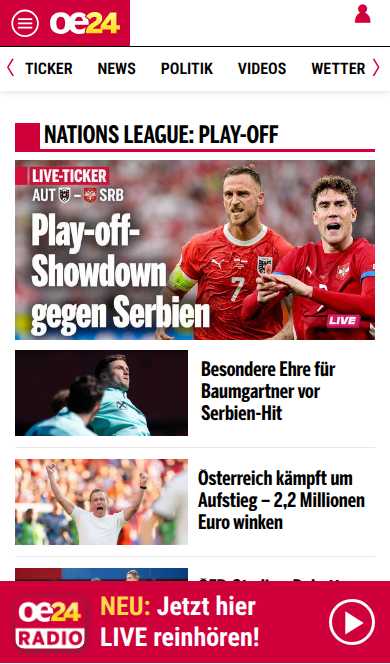 oe24
TICKER NEWS POLITIK VIDEOS WETTER
NATIONS LEAGUE: PLAY-OFF
LIVE-TICKER
AUT – SRB
Play-off-
Showdown
gegen Serbien
7
LIVE
Besondere Ehre für
Baumgartner vor
Serbien-Hit
Österreich kämpft um
Aufstieg – 2,2 Millionen
Euro winken
oe24
RADIO
NEU: Jetzt hier
LIVE reinhören!